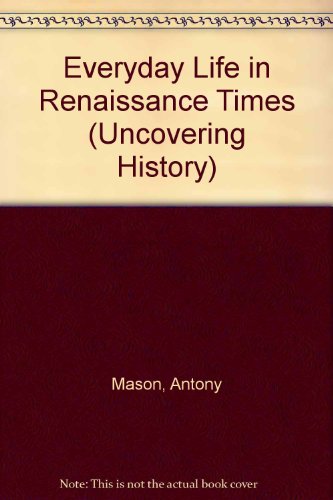 Everyday Life in
Renaissance Times
(Uncovering
History)
Mason, Antony
Note: This is not the actual book cover